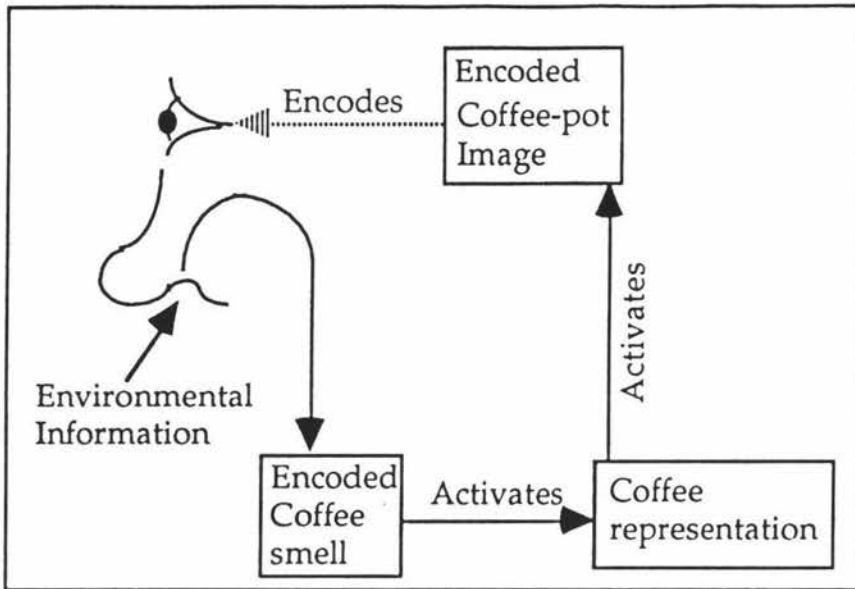 Encoded
Coffee-pot
Image
Encodes
Activates
Environmental
Information
Encoded
Coffee
smell
Activates
Coffee
representation